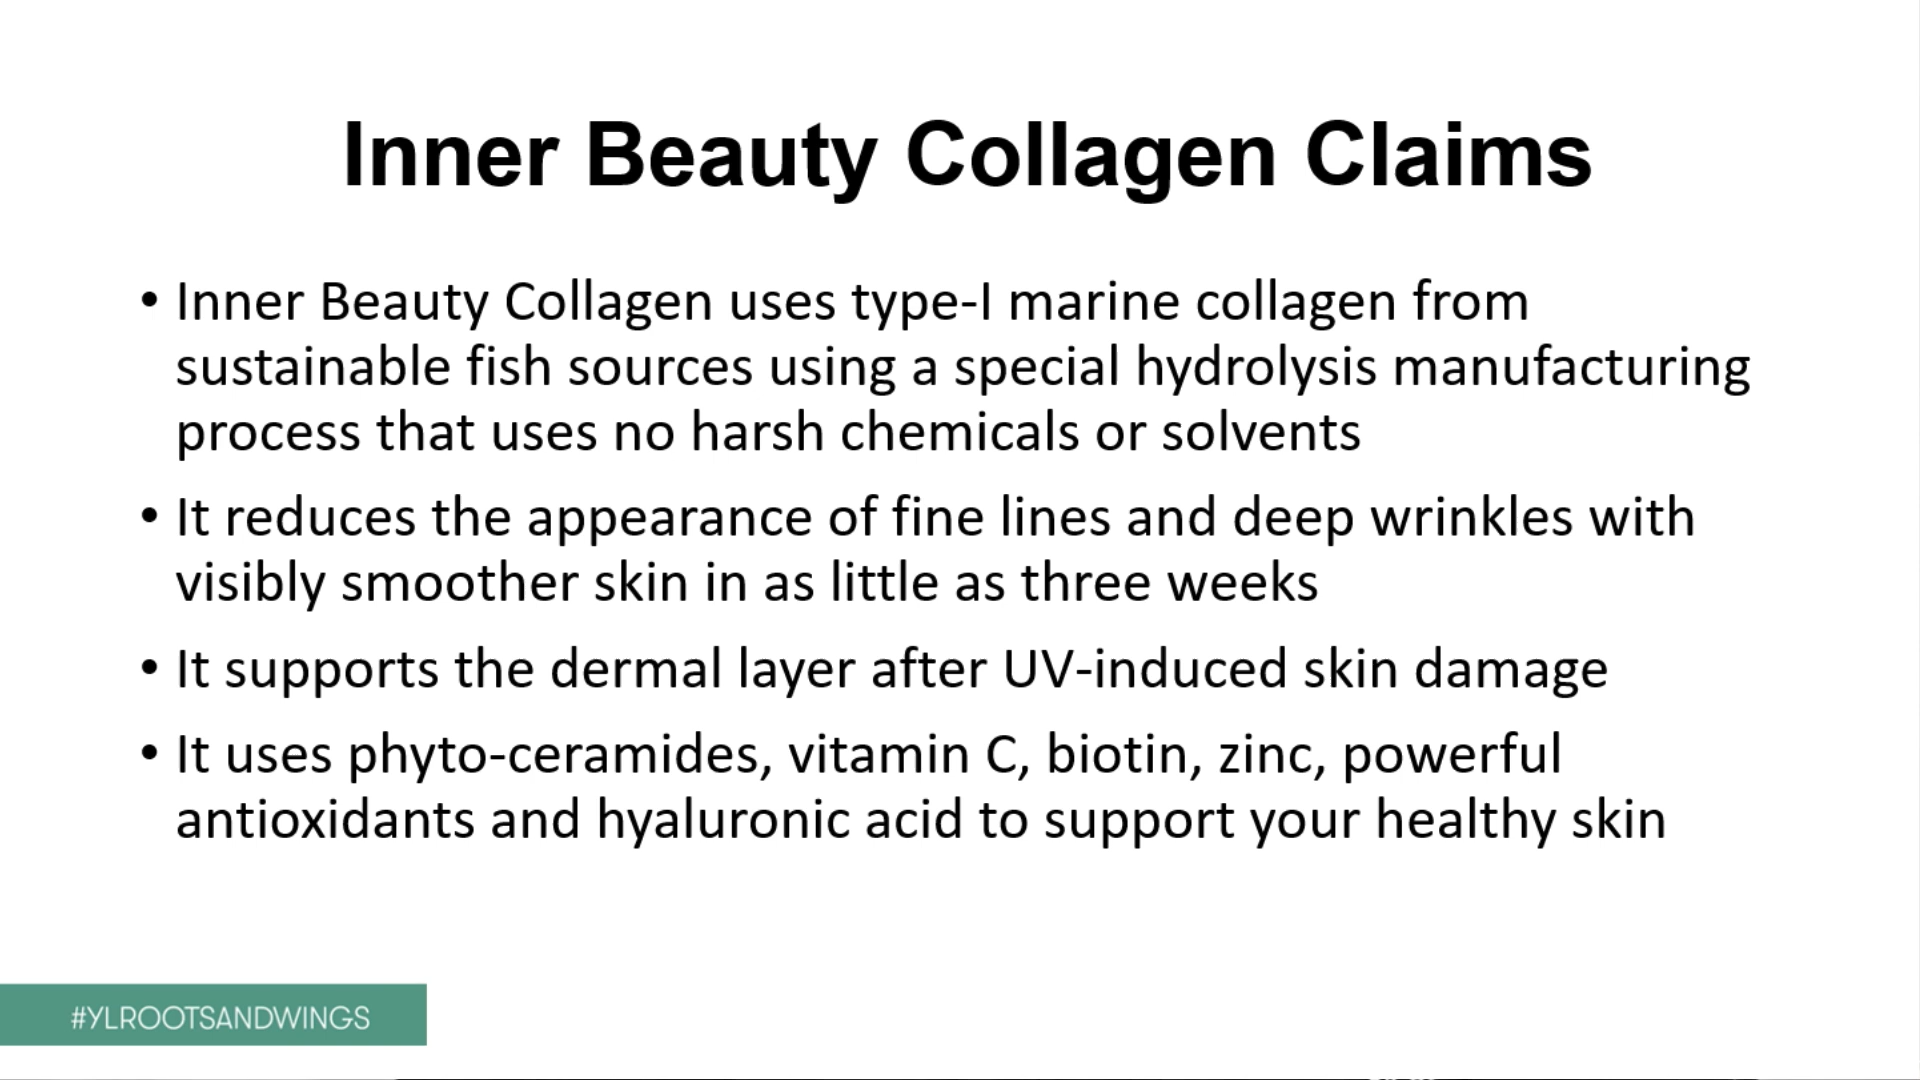 Inner Beauty Collagen Claims
• Inner Beauty Collagen uses type-I marine collagen from
sustainable fish sources using a special hydrolysis manufacturing
process that uses no harsh chemicals or solvents
• It reduces the appearance of fine lines and deep wrinkles with
visibly smoother skin in as little as three weeks
• It supports the dermal layer after UV-induced skin damage
• It uses phyto-ceramides, vitamin C, biotin, zinc, powerful
antioxidants and hyaluronic acid to support your healthy skin
#YLROOTSANDWINGS